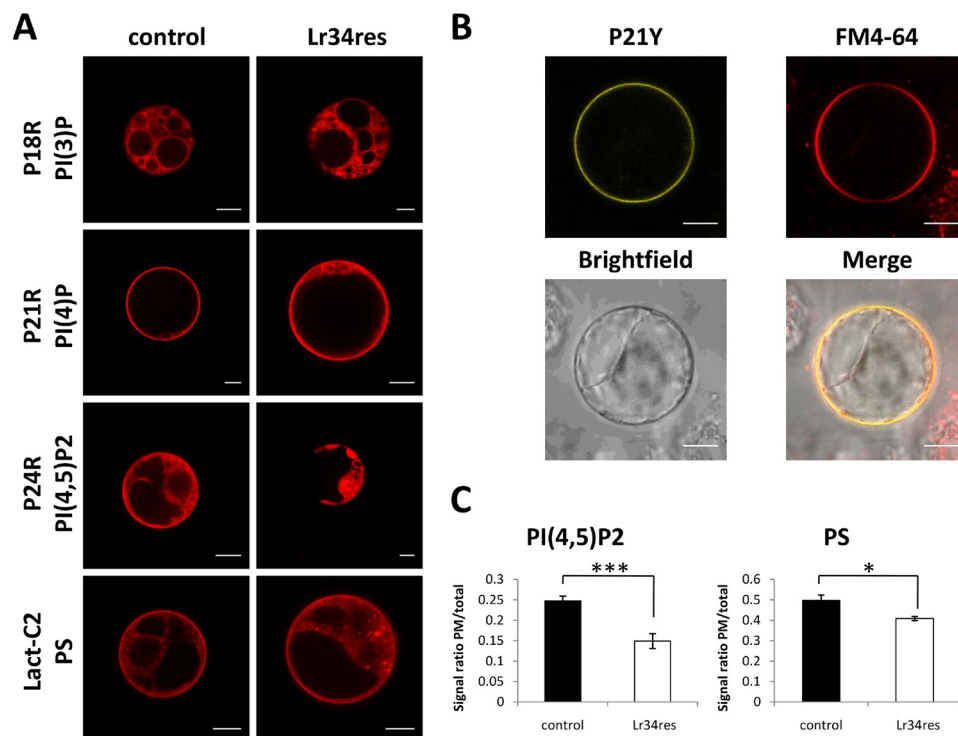 A
control
Lr34res
P18R
PI(3)P
P21R
PI(4)P
P24R
PI(4,5)P2
Lact-C2
PS
B
P21Y
FM4-64
Brightfield
Merge
C
PI(4,5)P2
PS
Signal ratio PM/total
0.3
0.25
0.2
0.15
0.1
0.05
0
***
control
Lr34res
Signal ratio PM/total
0.6
0.5
0.4
0.3
0.2
0.1
0
*
control
Lr34res